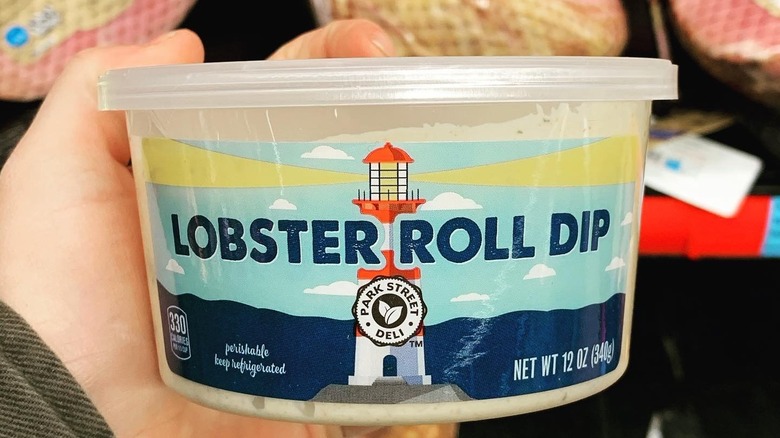 LOBSTER ROLL DIP
PARK STREET
DELI
TM
330
CALORIES
perishable
keep refrigerated
NET WT 12 OZ (340g)